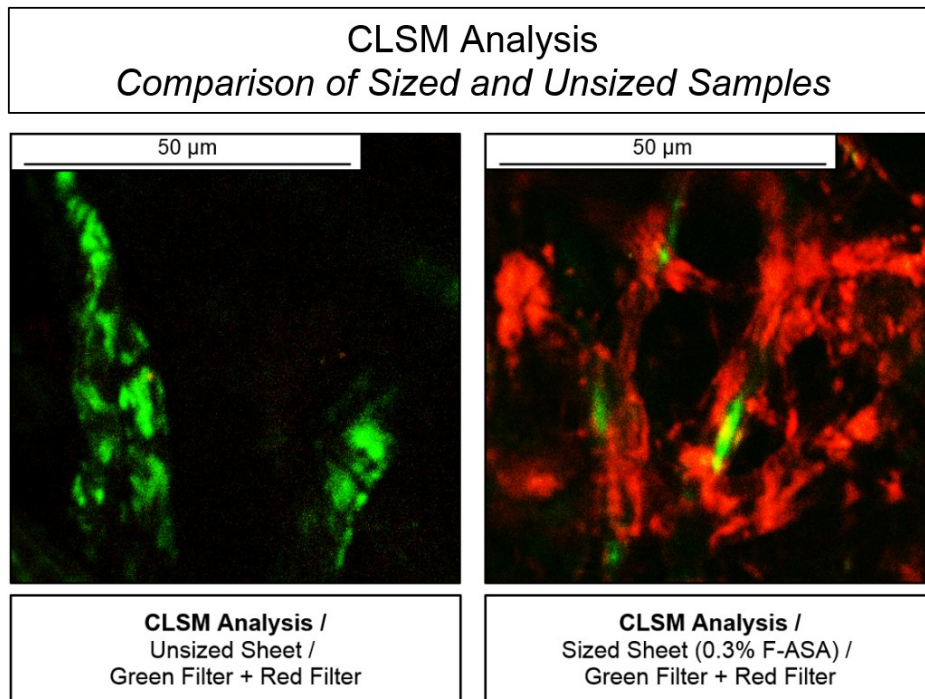 CLSM Analysis
Comparison of Sized and Unsized Samples
50 µm
50 µm
CLSM Analysis /
Unsized Sheet /
Green Filter + Red Filter
CLSM Analysis /
Sized Sheet (0.3% F-ASA) /
Green Filter + Red Filter